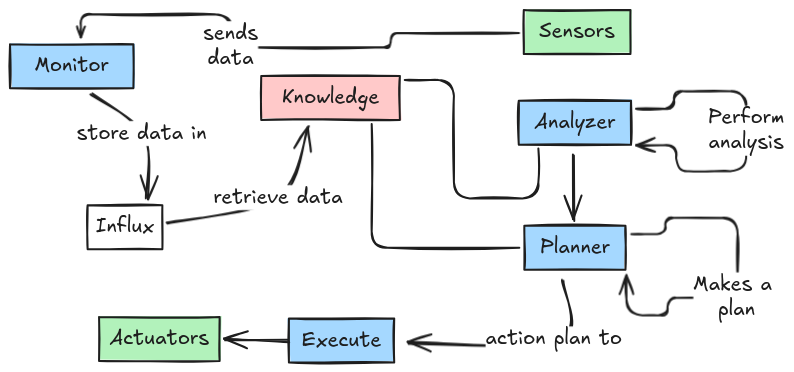 Sensors
sends
data
Monitor
Knowledge
Analyzer
Perform
analysis
store data in
Influx
retrieve data
Planner
Makes a
plan
Actuators
Execute
action plan to